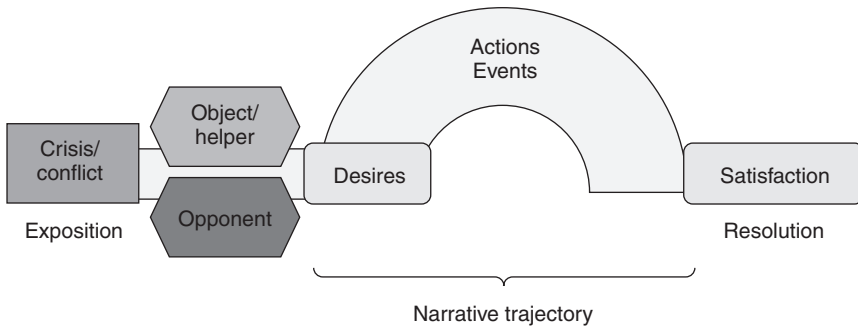 Actions
Events
Object/
helper
Crisis/
conflict
Desires
Satisfaction
Opponent
Exposition
Resolution
Narrative trajectory